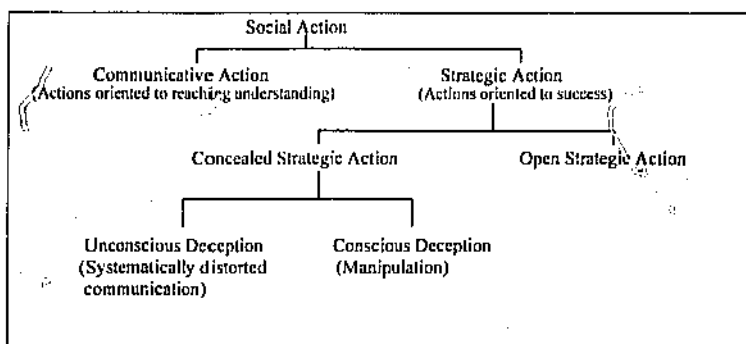 Social Action
Communicative Action
(Actions oriented to reaching understanding)
Strategic Action
(Actions oriented to success)
Concealed Strategic Action
Open Strategic Action
Unconscious Deception
(Systematically distorted
communication)
Conscious Deception
(Manipulation)